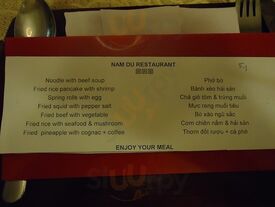 NAM DU RESTAURANT
Noodle with beef soup Phở bò
Fried rice pancake with shrimp Bánh xèo hải sản
Spring rolls with egg Chả giò tôm & trứng muối
Fried squid with pepper salt Mực rang muối tiêu
Fried beef with vegetable Bò xào ngũ sắc
Fried rice with seafood & mushroom Cơm chiên nấm & hải sản
Fried pineapple with cognac + coffee Thơm đốt rượu + cà phê
ENJOY YOUR MEAL